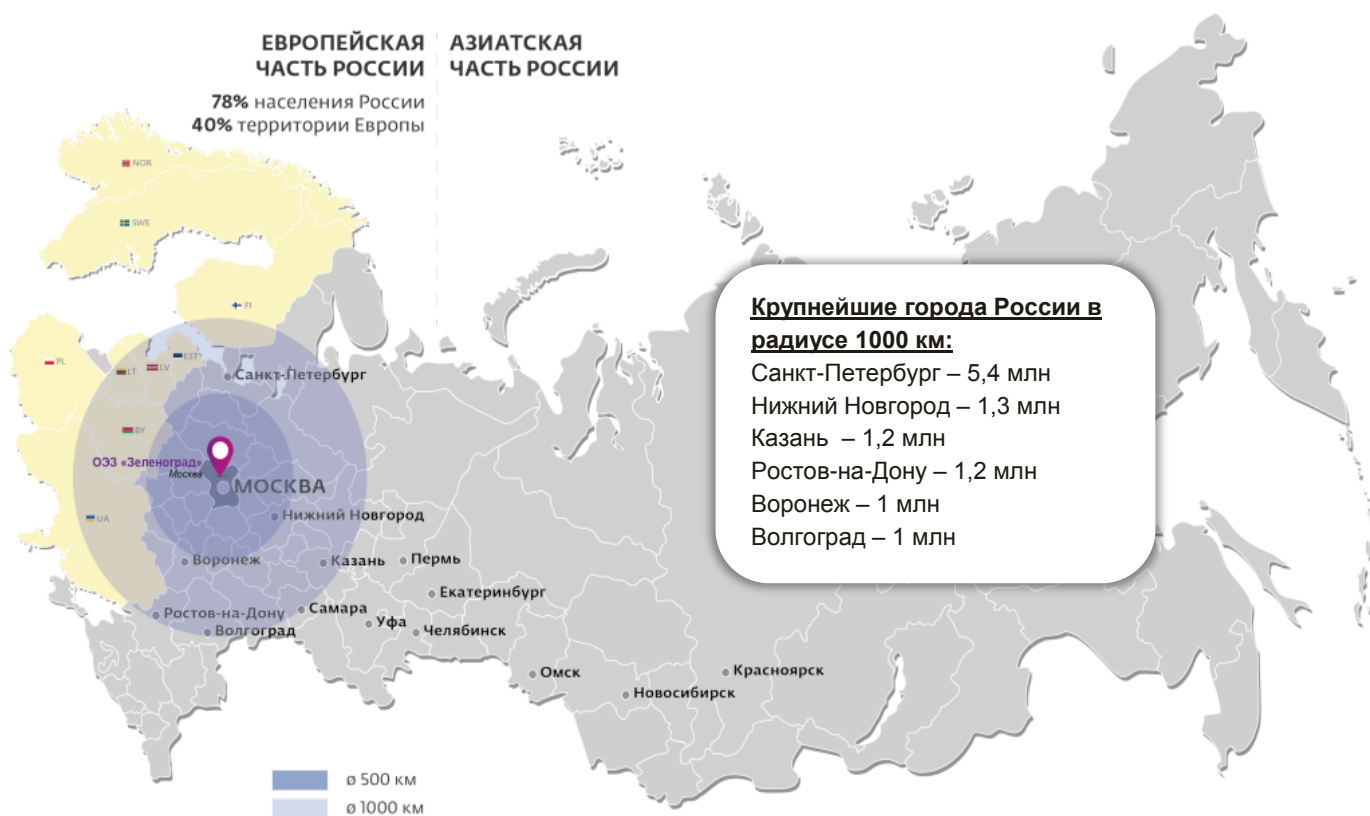 ЕВРОПЕЙСКАЯ
ЧАСТЬ РОССИИ
78% населения России
40% территории Европы
АЗИАТСКАЯ
ЧАСТЬ РОССИИ
NOR
SWE
FI
PL
LT
LV
EST
BY
UA
Санкт-Петербург
ОЭЗ «Зеленоград»
Москва
МОСКВА
Нижний Новгород
Воронеж
Казань
Пермь
Екатеринбург
Ростов-на-Дону
Самара
Волгоград
Уфа
Челябинск
Омск
Новосибирск
Красноярск
Крупнейшие города России в
радиусе 1000 км:
Санкт-Петербург – 5,4 млн
Нижний Новгород – 1,3 млн
Казань – 1,2 млн
Ростов-на-Дону – 1,2 млн
Воронеж – 1 млн
Волгоград – 1 млн
ø 500 км
ø 1000 км